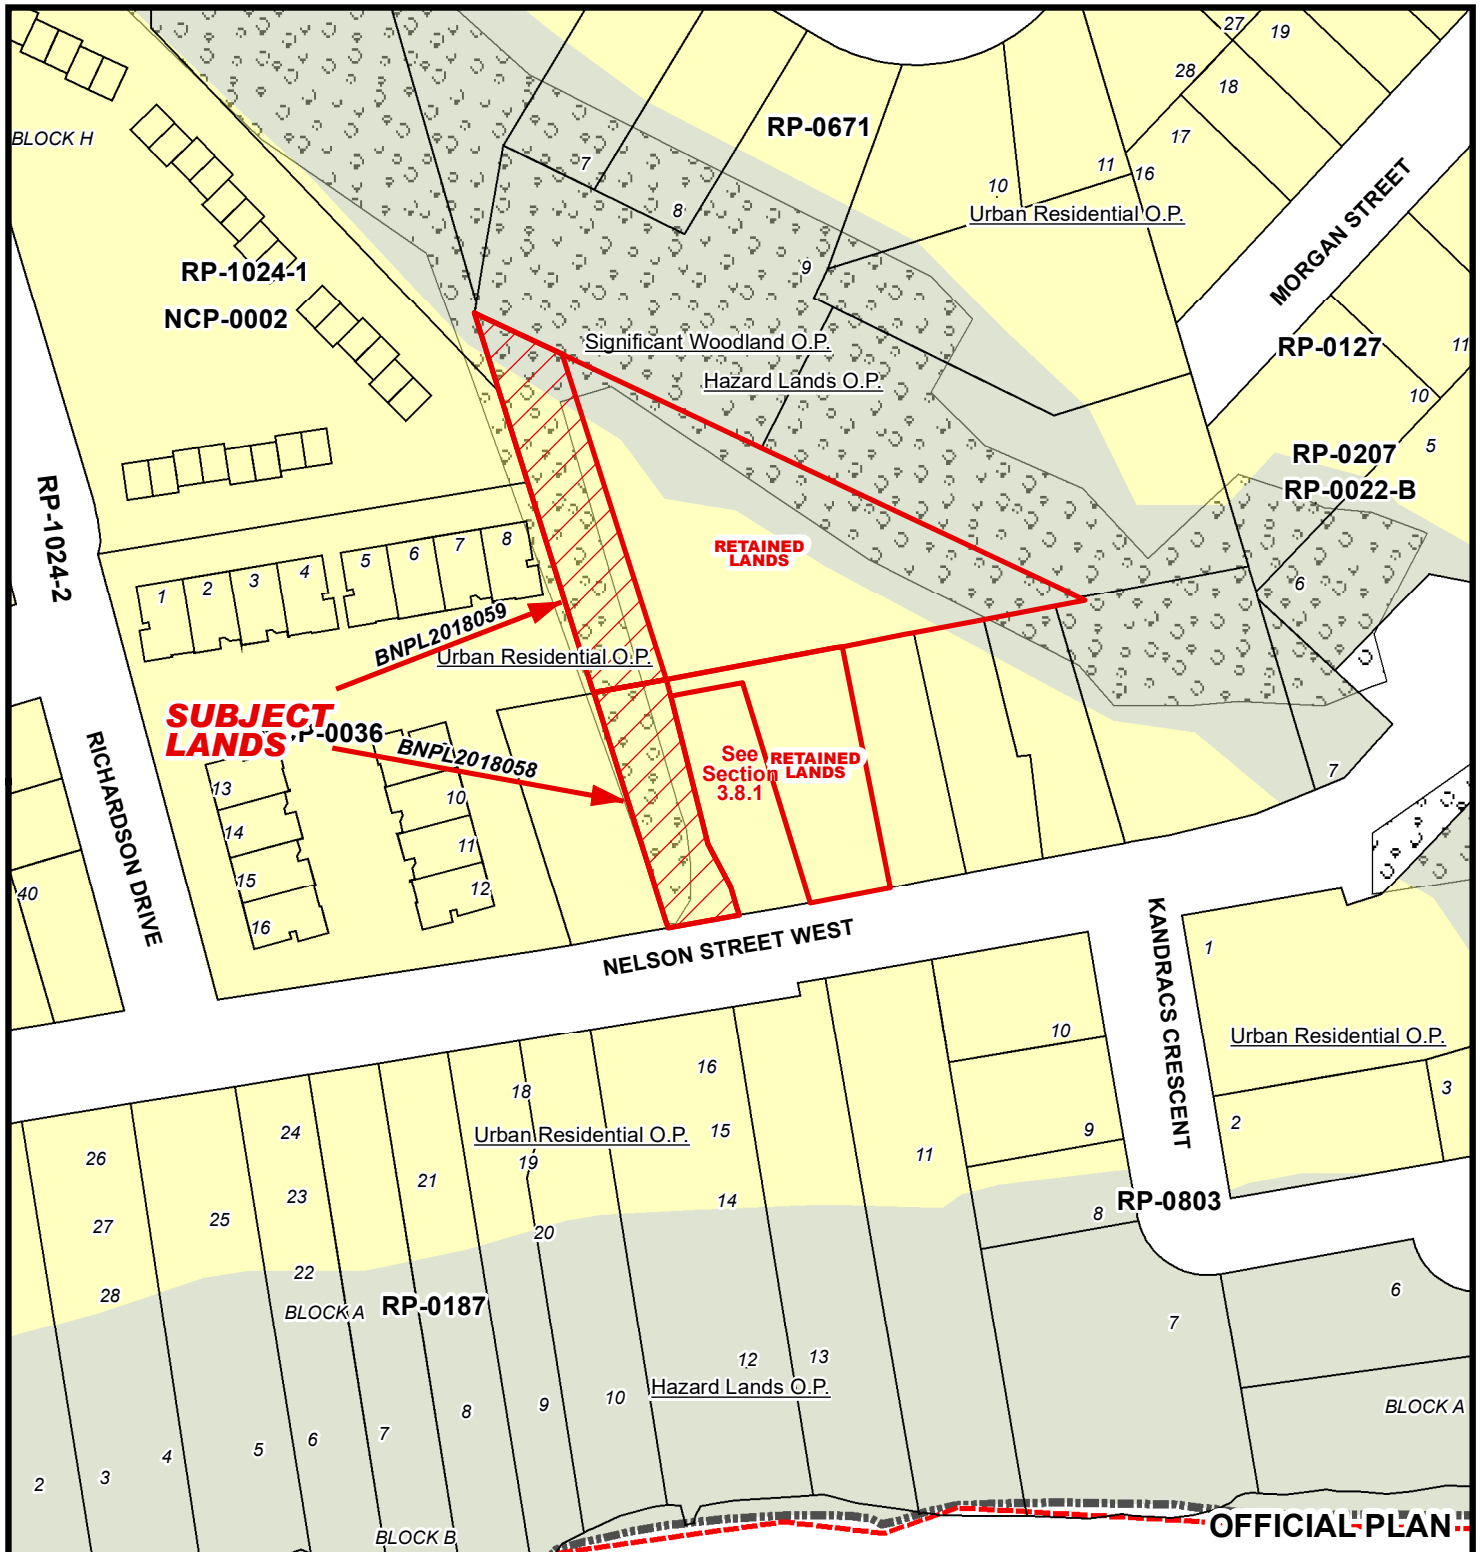 27
19
28
18
17
BLOCK H
RP-0671
7
11
16
10
8
Urban Residential O.P.
MORGAN STREET
9
RP-1024-1
NCP-0002
Significant Woodland O.P.
Hazard Lands O.P.
RP-0127
11
10
5
RP-0207
RP-0022-B
RP-1024-2
RETAINED
LANDS
1
2
3
4
5
6
7
8
6
BNPL2018059
Urban Residential O.P.
SUBJECT
LANDS
P-0036
BNPL2018058
See
Section
3.8.1
RETAINED
LANDS
7
RICHARDSON DRIVE
13
14
15
16
10
11
12
40
NELSON STREET WEST
KANDRACS CRESCENT
1
10
Urban Residential O.P.
16
18
3
2
24
Urban Residential O.P.
15
9
26
19
11
21
23
14
RP-0803
8
25
27
20
22
28
BLOCK A
RP-0187
6
7
12
13
Hazard Lands O.P.
10
9
8
BLOCK A
7
6
5
4
3
2
BLOCK B
OFFICIAL PLAN